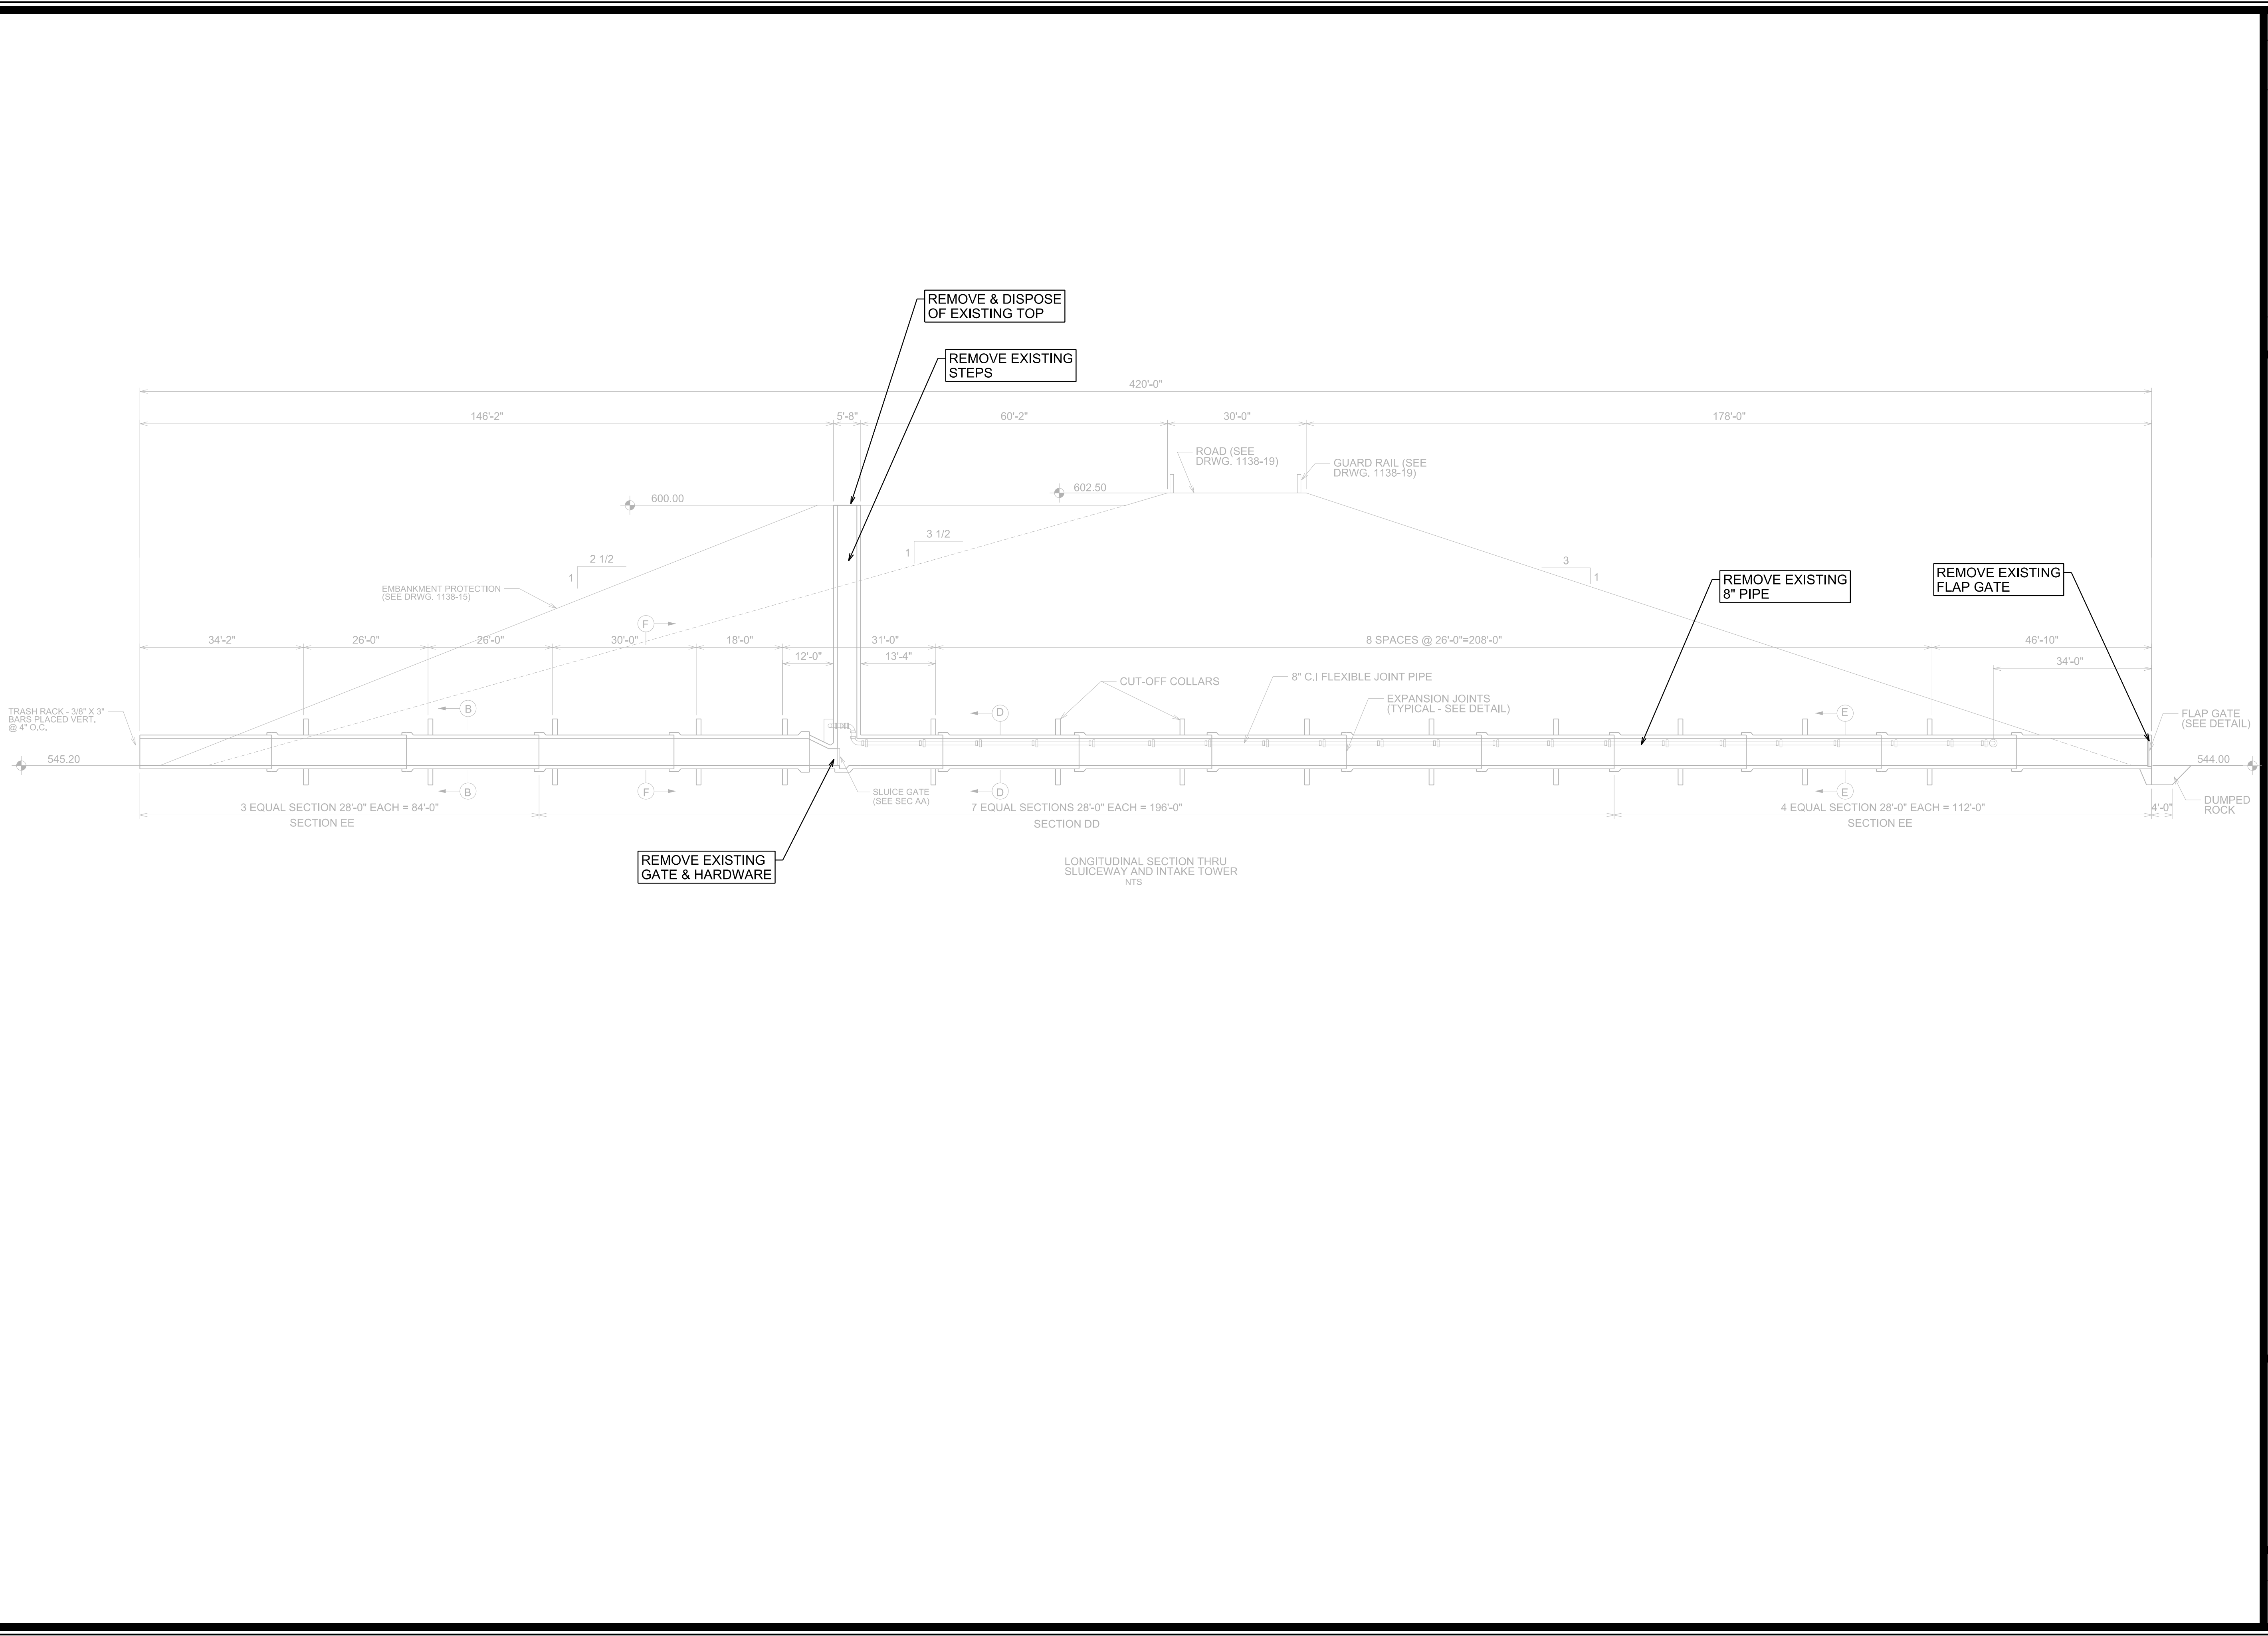 REMOVE & DISPOSE
OF EXISTING TOP
REMOVE EXISTING
STEPS
420'-0"
146'-2"
5'-8"
60'-2"
30'-0"
178'-0"
ROAD (SEE
DRWG. 1138-19)
GUARD RAIL (SEE
DRWG. 1138-19)
600.00
602.50
2 1/2
1
3 1/2
1
3
1
EMBANKMENT PROTECTION
(SEE DRWG. 1138-15)
REMOVE EXISTING
8" PIPE
REMOVE EXISTING
FLAP GATE
F
34'-2"
26'-0"
26'-0"
30'-0"
18'-0"
31'-0"
8 SPACES @ 26'-0"=208'-0"
46'-10"
12'-0"
13'-4"
34'-0"
CUT-OFF COLLARS
8" C.I FLEXIBLE JOINT PIPE
EXPANSION JOINTS
(TYPICAL - SEE DETAIL)
TRASH RACK - 3/8" X 3"
BARS PLACED VERT.
@ 4" O.C.
B
D
E
FLAP GATE
(SEE DETAIL)
545.20
544.00
B
F
SLUICE GATE
(SEE SEC AA)
D
E
DUMPED
ROCK
3 EQUAL SECTION 28'-0" EACH = 84'-0"
7 EQUAL SECTIONS 28'-0" EACH = 196'-0"
4 EQUAL SECTION 28'-0" EACH = 112'-0"
4'-0"
SECTION EE
SECTION DD
SECTION EE
REMOVE EXISTING
GATE & HARDWARE
LONGITUDINAL SECTION THRU
SLUICEWAY AND INTAKE TOWER
NTS